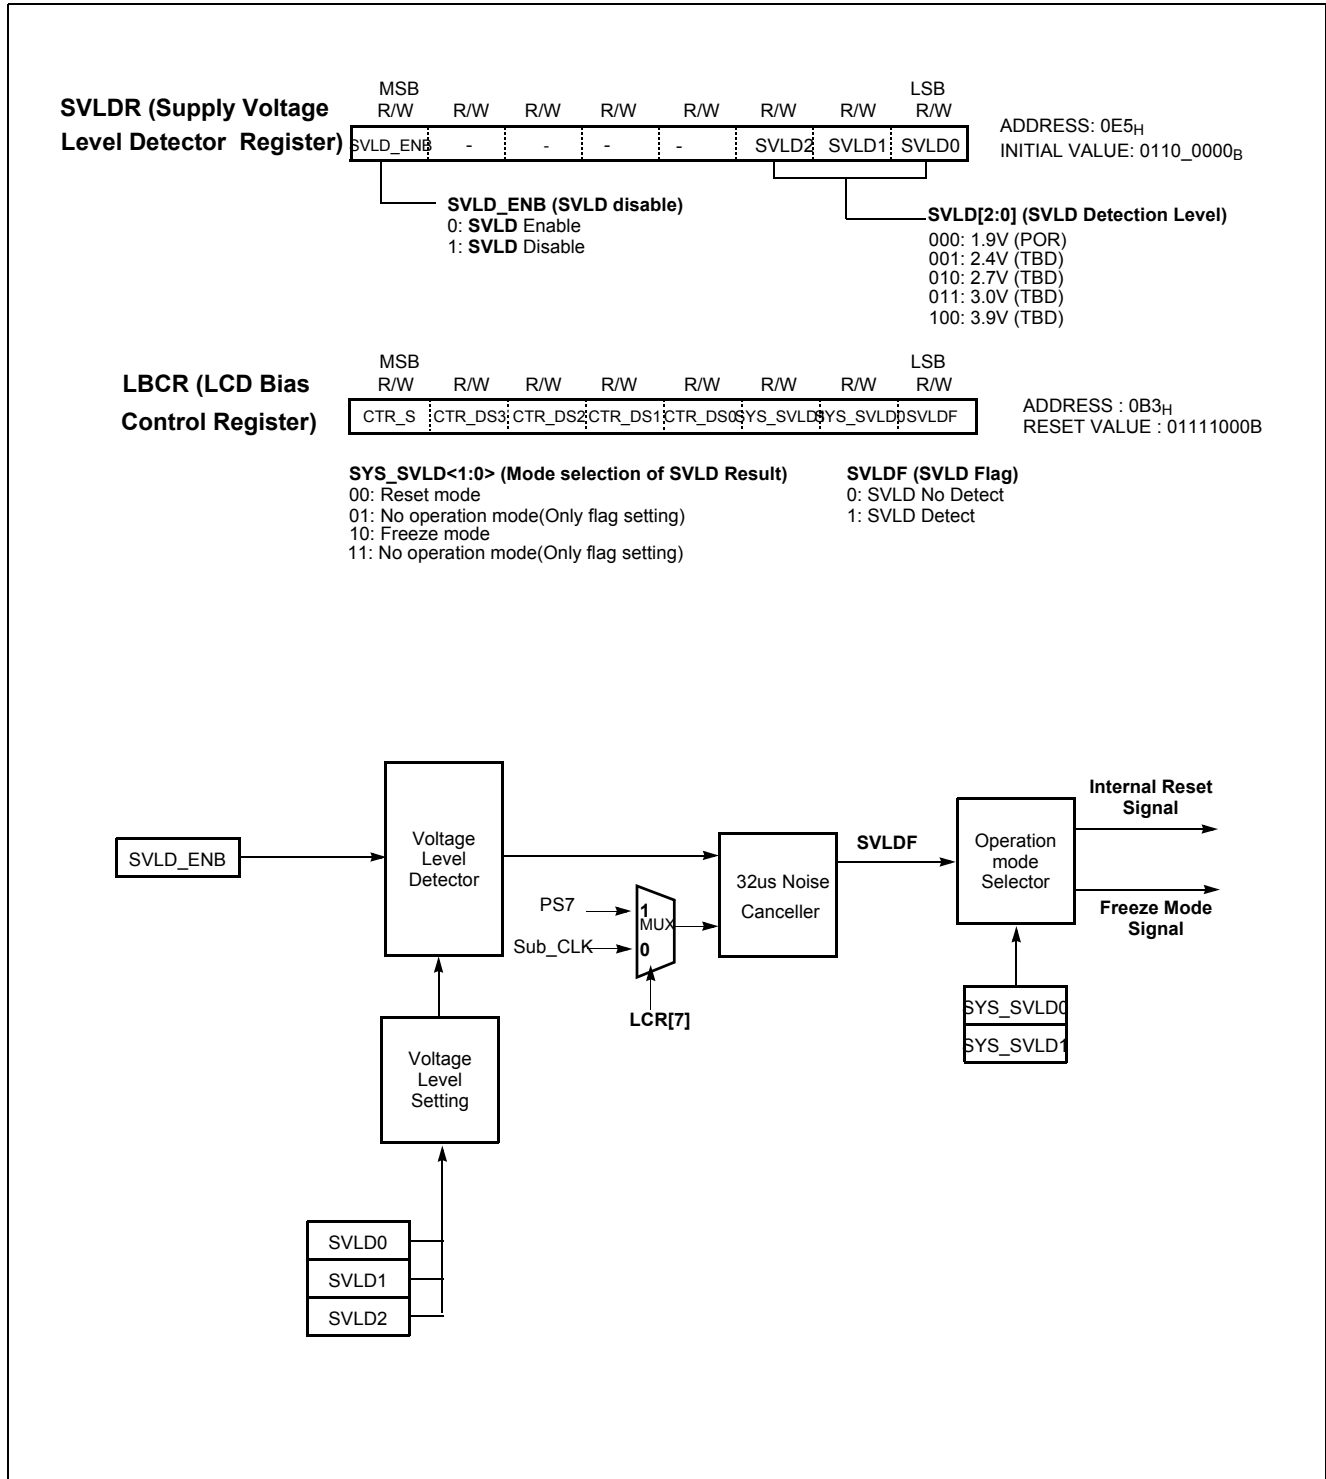 MSB LSB
SVLDR (Supply Voltage R/W R/W R/W R/W R/W R/W R/W R/W
Level Detector Register) SVLD_ENB - - - - SVLD2 SVLD1 SVLD0
ADDRESS: 0E5H
INITIAL VALUE: 0110_0000B
SVLD_ENB (SVLD disable)
0: SVLD Enable
1: SVLD Disable
SVLD[2:0] (SVLD Detection Level)
000: 1.9V (POR)
001: 2.4V (TBD)
010: 2.7V (TBD)
011: 3.0V (TBD)
100: 3.9V (TBD)
MSB LSB
LBCR (LCD Bias R/W R/W R/W R/W R/W R/W R/W R/W
Control Register) CTR_S CTR_DS3 CTR_DS2 CTR_DS1 CTR_DS0 SYS_SVLD1 SYS_SVLD0 SVLDF
ADDRESS : 0B3H
RESET VALUE : 01111000B
SYS_SVLD<1:0> (Mode selection of SVLD Result)
00: Reset mode
01: No operation mode(Only flag setting)
10: Freeze mode
11: No operation mode(Only flag setting)
SVLDF (SVLD Flag)
0: SVLD No Detect
1: SVLD Detect
SVLD_ENB
Voltage
Level
Detector
PS7
Sub_CLK
1
MUX
0
LCR[7]
32us Noise
Canceller
SVLDF
Operation
mode
Selector
Internal Reset
Signal
Freeze Mode
Signal
SYS_SVLD0
SYS_SVLD1
Voltage
Level
Setting
SVLD0
SVLD1
SVLD2